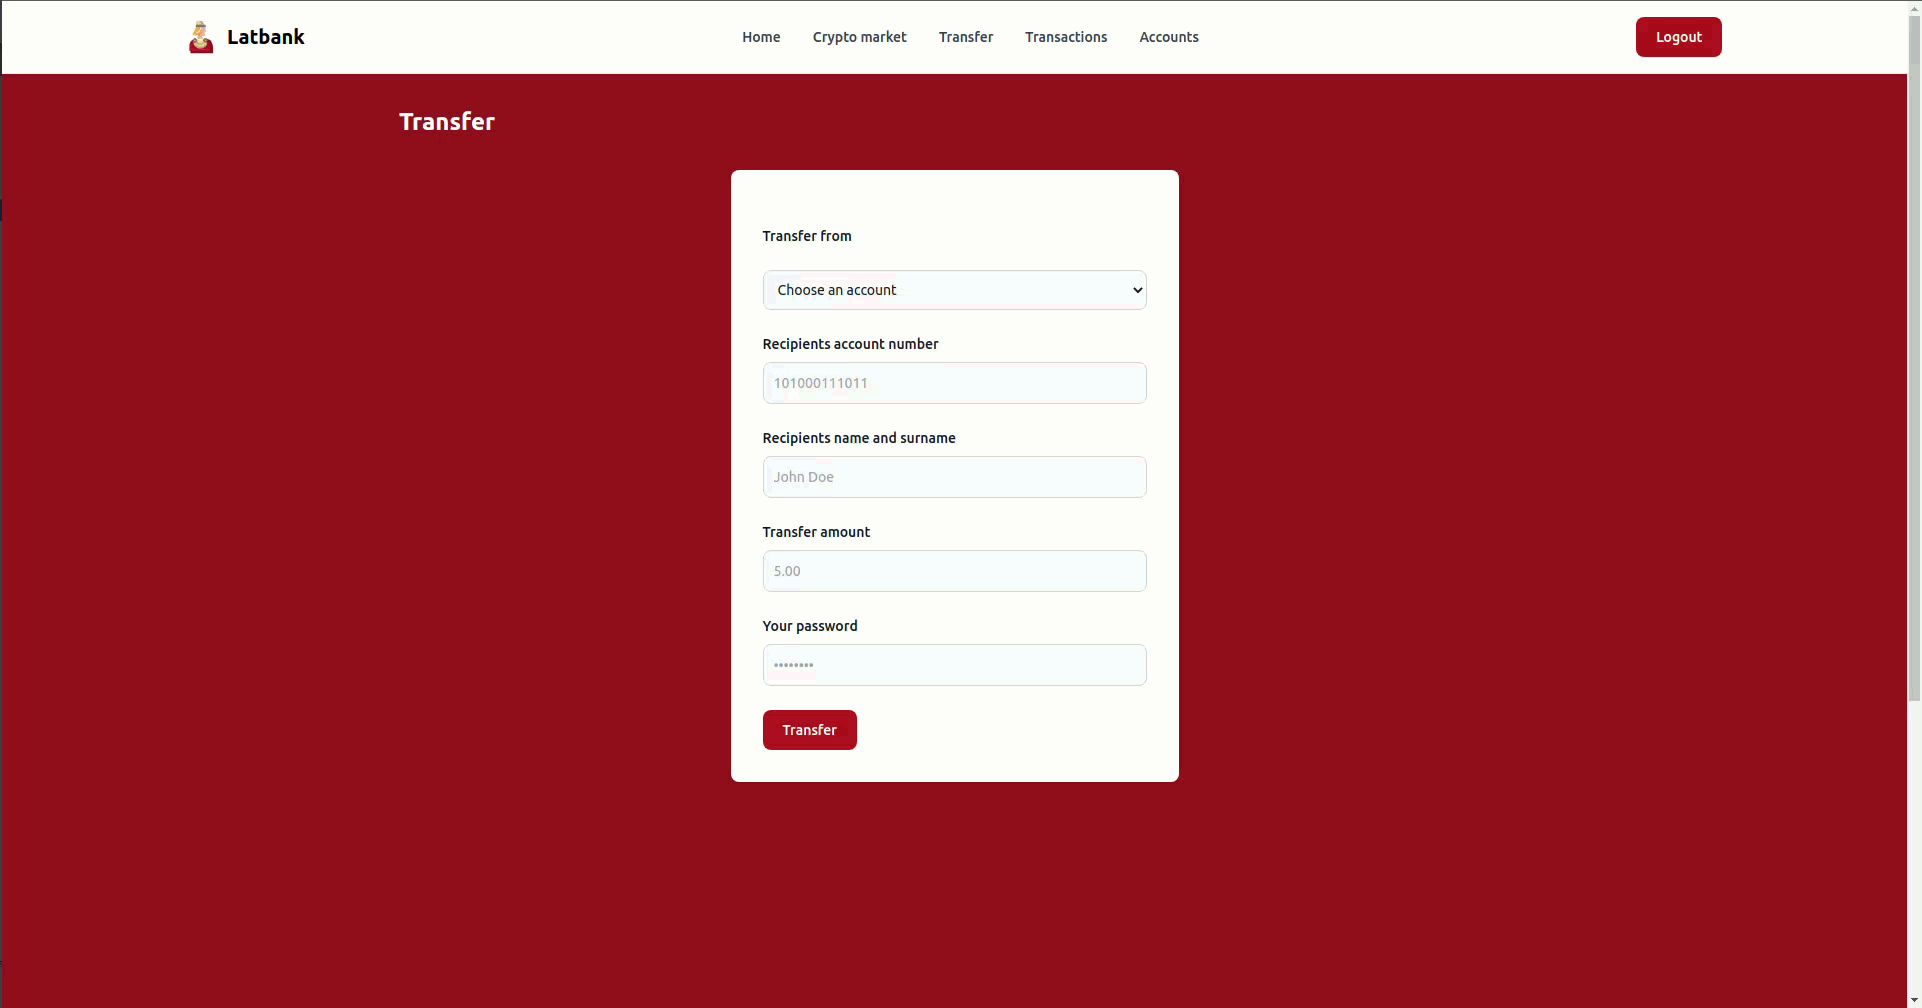 Latbank
Home Crypto market Transfer Transactions Accounts
Logout
Transfer
Transfer from
Choose an account
Recipients account number
101000111011
Recipients name and surname
John Doe
Transfer amount
5.00
Your password
••••••••
Transfer